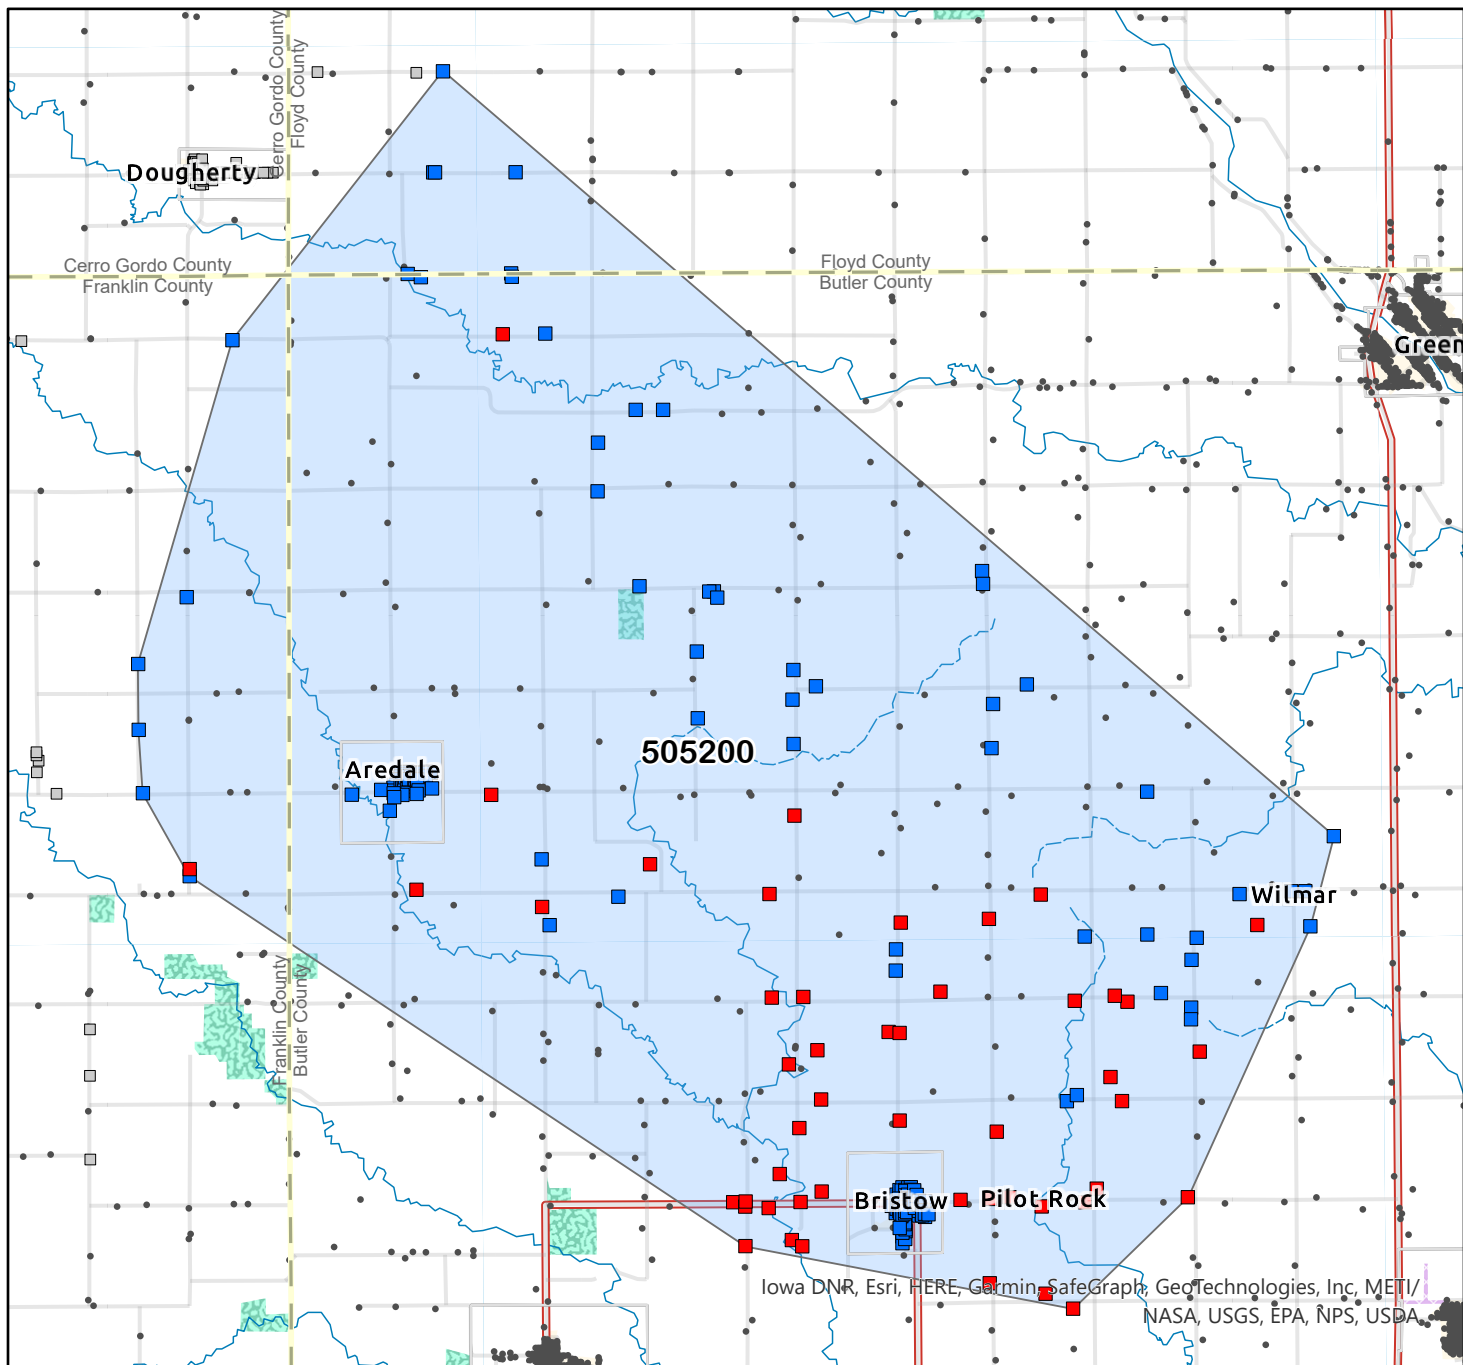 Cerro Gordo County
Floyd County
Dougherty
Cerro Gordo County
Franklin County
Floyd County
Butler County
Green
505200
Aredale
Wilmar
Franklin County
Butler County
Bristow
Pilot Rock
Iowa DNR, Esri, HERE, Garmin, SafeGraph, GeoTechnologies, Inc, METI/
NASA, USGS, EPA, NPS, USDA